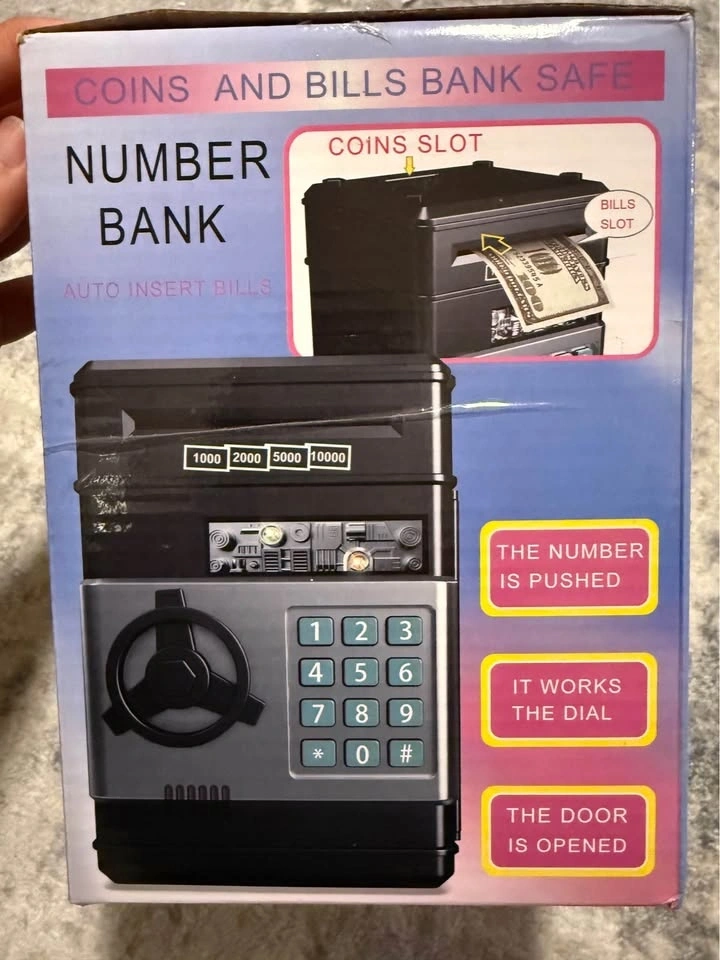 COINS AND BILLS BANK SAFE
NUMBER
BANK
AUTO INSERT BILLS
COINS SLOT
BILLS
SLOT
100
1000 2000 5000 10000
1 2 3
4 5 6
7 8 9
* 0 #
THE NUMBER
IS PUSHED
IT WORKS
THE DIAL
THE DOOR
IS OPENED